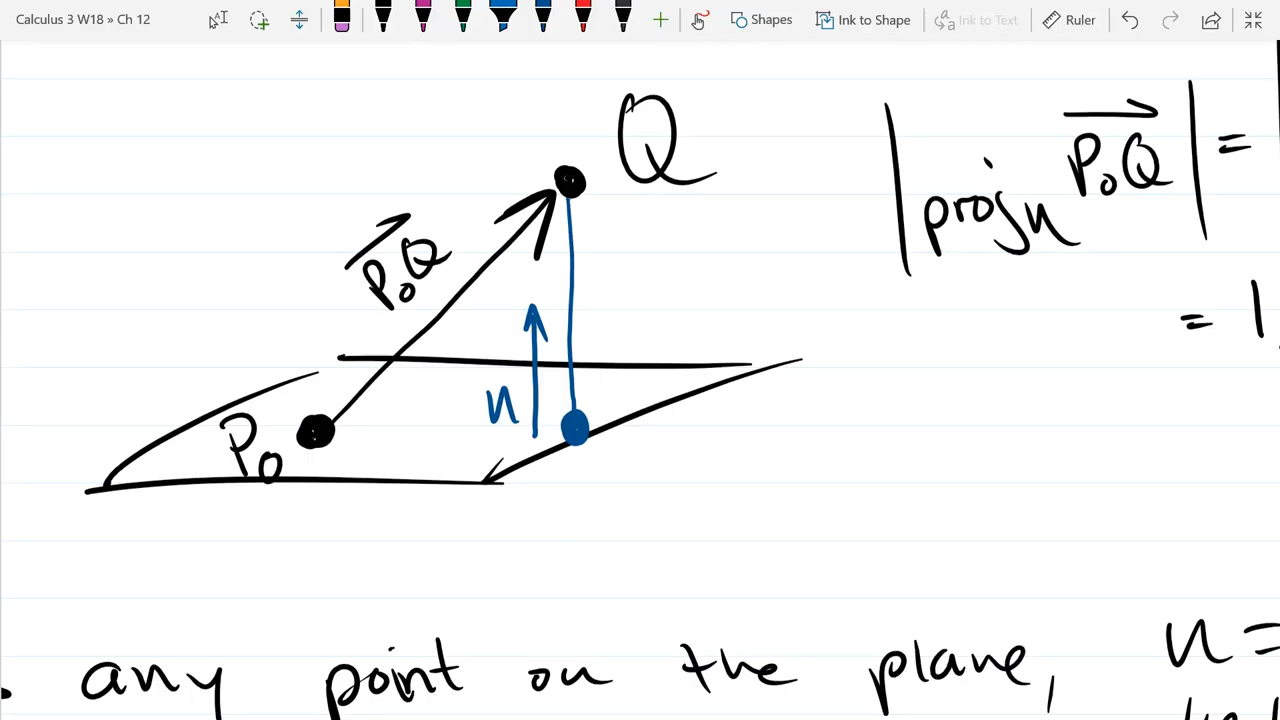 Calculus 3 W18 » Ch 12
Shapes
Ink to Shape
Ink to Text
Ruler
Q
|proj_n P₀Q| =
P₀Q
= |
n
P₀
any point on the plane, n =